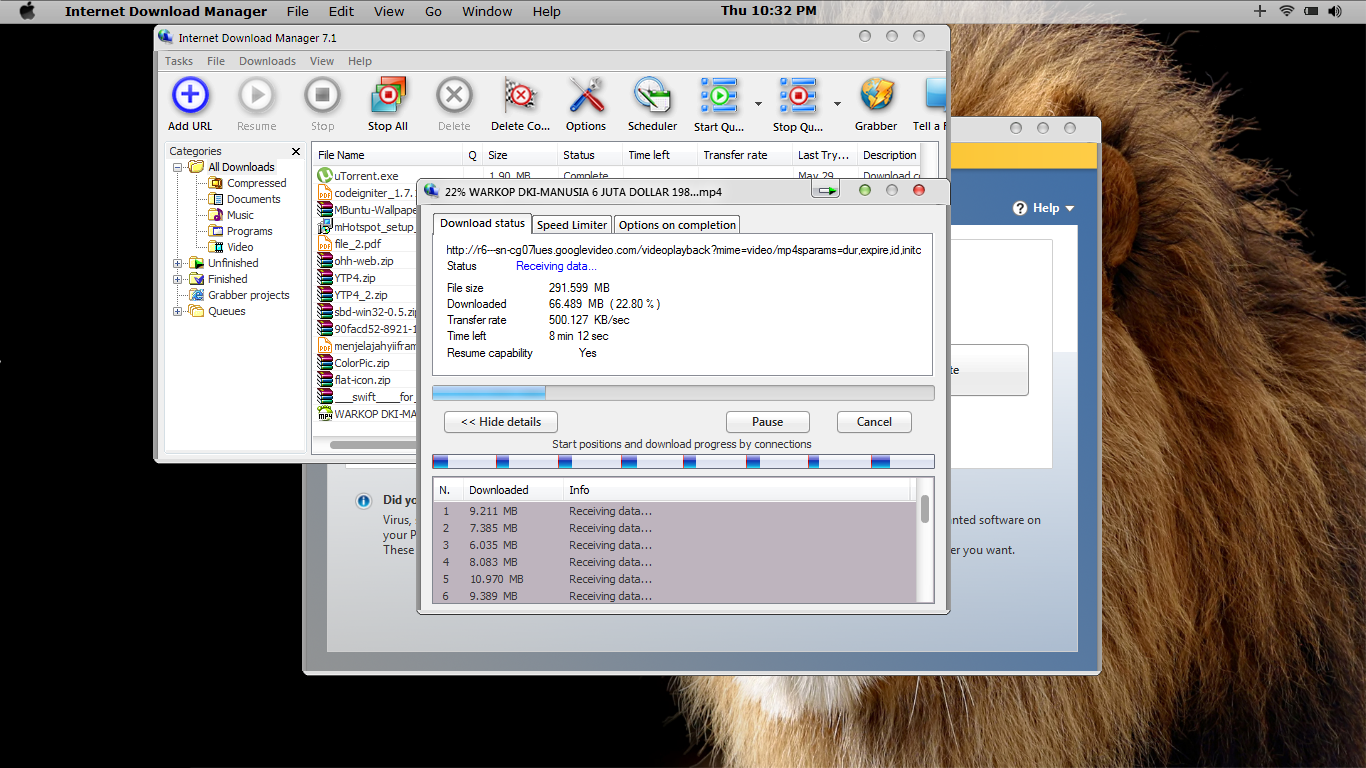 Internet Download Manager File Edit View Go Window Help Thu 10:32 PM
Internet Download Manager 7.1
Tasks File Downloads View Help
Add URL Resume Stop Stop All Delete Delete Co... Options Scheduler Start Qu... Stop Qu... Grabber Tell a F
Categories
All Downloads
Compressed
Documents
Music
Programs
Video
Unfinished
Finished
Grabber projects
Queues
File Name Q Size Status Time left Transfer rate Last Try... Description
uTorrent.exe 1.90 MB Complete May 29
codeigniter_1.7.
MBuntu-Wallpape
mHotspot_setup_
file_2.pdf
ohh-web.zip
YTP4.zip
YTP4_2.zip
sbd-win32-0.5.zip
90facd52-8921-1
menjelajahyiifram
ColorPic.zip
flat-icon.zip
___swift____for_
WARKOP DKI-MA
22% WARKOP DKI-MANUSIA 6 JUTA DOLLAR 198...mp4
Download status Speed Limiter Options on completion
http://r6---sn-cg07lues.googlevideo.com/videoplayback?mime=video/mp4sparams=dur,expire,id,initc
Status Receiving data...
File size 291.599 MB
Downloaded 66.489 MB ( 22.80 % )
Transfer rate 500.127 KB/sec
Time left 8 min 12 sec
Resume capability Yes
<< Hide details Pause Cancel
Start positions and download progress by connections
N. Downloaded Info
1 9.211 MB Receiving data...
2 7.385 MB Receiving data...
3 6.035 MB Receiving data...
4 8.083 MB Receiving data...
5 10.970 MB Receiving data...
6 9.389 MB Receiving data...
Help
te
Did yo
Virus, nted software on
your P
These er you want.